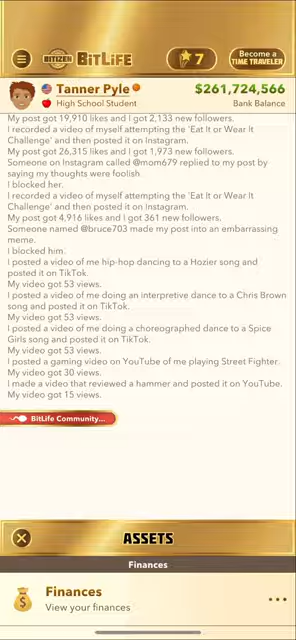 BITIZEN BITLIFE
7
Become a
TIME TRAVELER
Tanner Pyle $261,724,566
High School Student Bank Balance
My post got 19,910 likes and I got 2,133 new followers.
I recorded a video of myself attempting the 'Eat It or Wear It
Challenge' and then posted it on Instagram.
My post got 26,315 likes and I got 1,973 new followers.
Someone on Instagram called @mom679 replied to my post by
saying my thoughts were foolish.
I blocked her.
I recorded a video of myself attempting the 'Eat It or Wear It
Challenge' and then posted it on Instagram.
My post got 4,916 likes and I got 361 new followers.
Someone named @bruce703 made my post into an embarrassing
meme.
I blocked him.
I posted a video of me hip-hop dancing to a Hozier song and
posted it on TikTok.
My video got 53 views.
I posted a video of me doing an interpretive dance to a Chris Brown
song and posted it to TikTok.
My video got 53 views.
I posted a video of me doing a choreographed dance to a Spice
Girls song and posted it to TikTok.
My video got 53 views.
I posted a gaming video on YouTube of me playing Street Fighter.
My video got 30 views.
I made a video that reviewed a hammer and posted it on YouTube.
My video got 15 views.
BitLife Community...
ASSETS
Finances
Finances
View your finances